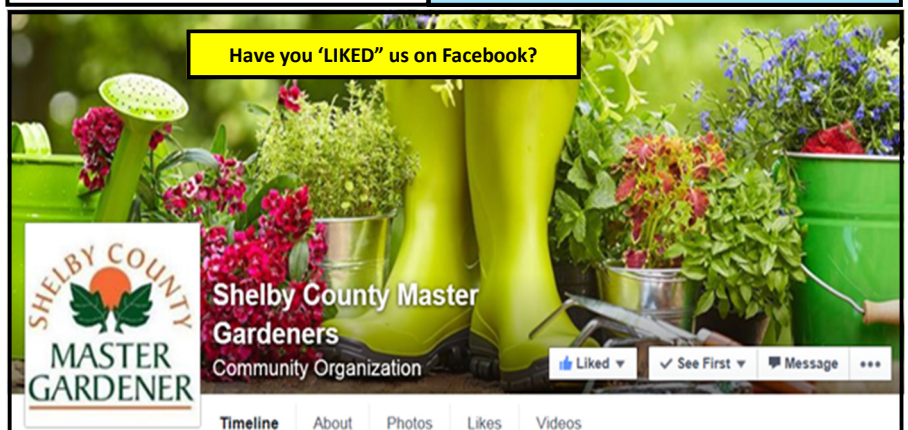 Have you ‘LIKED” us on Facebook?
SHELBY COUNTY
MASTER
GARDENER
Shelby County Master
Gardeners
Community Organization
Liked
See First
Message
Timeline About Photos Likes Videos